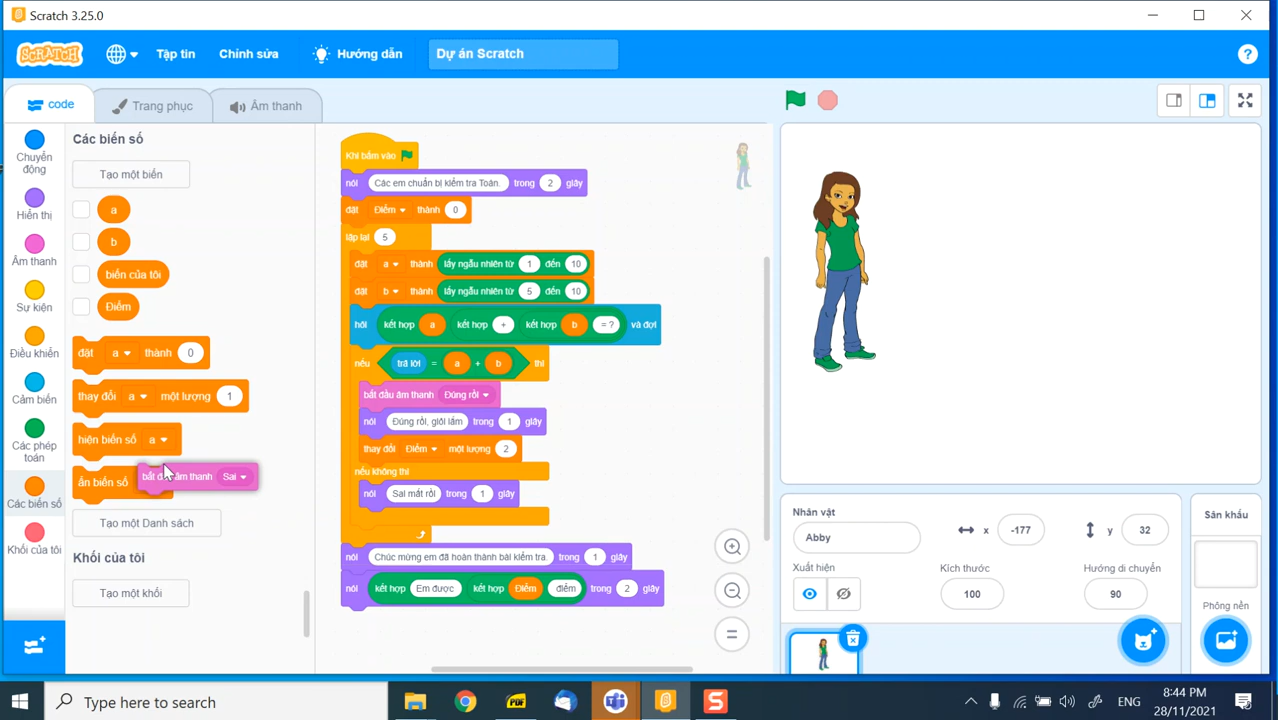 Scratch 3.25.0
SCRATCH
Tập tin
Chỉnh sửa
Hướng dẫn
Dự án Scratch
?
code
Trang phục
Âm thanh
Chuyển động
Hiển thị
Âm thanh
Sự kiện
Điều khiển
Cảm biến
Các phép toán
Các biến số
Khối của tôi
Các biến số
Tạo một biến
a
b
biến của tôi
Điểm
đặt a thành 0
thay đổi a một lượng 1
hiện biến số a
ẩn biến số
bắt đầu âm thanh Sai
Tạo một Danh sách
Khối của tôi
Tạo một khối
Khi bấm vào
nói Các em chuẩn bị kiểm tra Toán. trong 2 giây
đặt Điểm thành 0
lặp lại 5
đặt a thành lấy ngẫu nhiên từ 1 đến 10
đặt b thành lấy ngẫu nhiên từ 5 đến 10
hỏi kết hợp a kết hợp + kết hợp b = ? và đợi
nếu trả lời = a + b thì
bắt đầu âm thanh Đúng rồi
nói Đúng rồi, giỏi lắm trong 1 giây
thay đổi Điểm một lượng 2
nếu không thì
nói Sai mất rồi trong 1 giây
nói Chúc mừng em đã hoàn thành bài kiểm tra. trong 1 giây
nói kết hợp Em được kết hợp Điểm điểm trong 2 giây
Nhân vật
Abby
x -177
y 32
Xuất hiện
Kích thước
100
Hướng di chuyển
90
Sân khấu
Phông nền
Type here to search
PDF
S
ENG
8:44 PM
28/11/2021